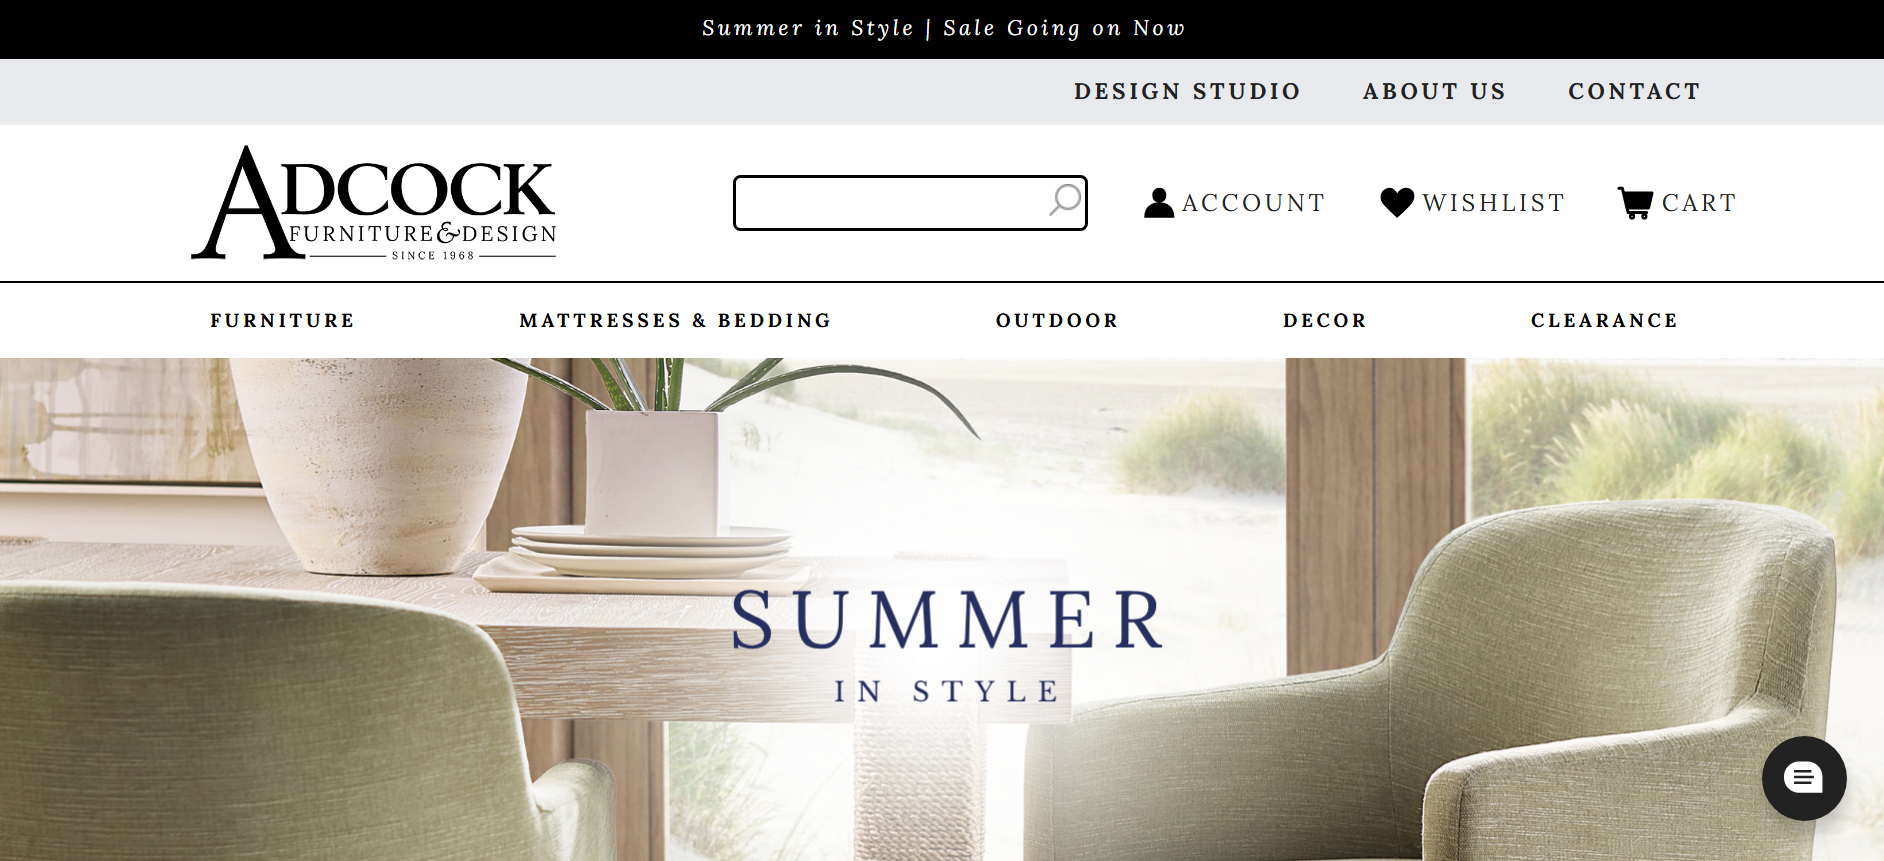 Summer in Style | Sale Going on Now
DESIGN STUDIO ABOUT US CONTACT
ADCOCK
FURNITURE & DESIGN
SINCE 1968
ACCOUNT WISHLIST CART
FURNITURE MATTRESSES & BEDDING OUTDOOR DECOR CLEARANCE
SUMMER
IN STYLE